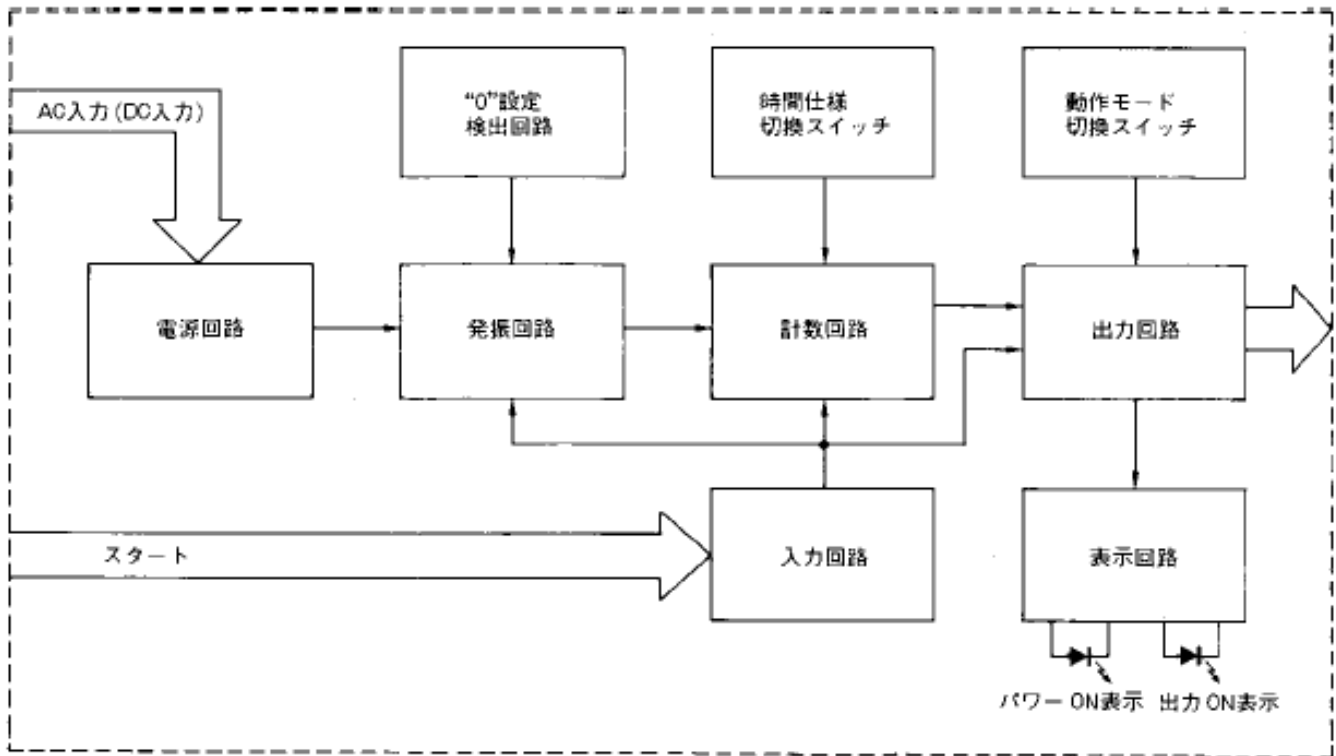 AC入力(DC入力)
“0”設定
検出回路
時間仕様
切換スイッチ
動作モード
切換スイッチ
電源回路
発振回路
計数回路
出力回路
スタート
入力回路
表示回路
パワーON表示
出力ON表示